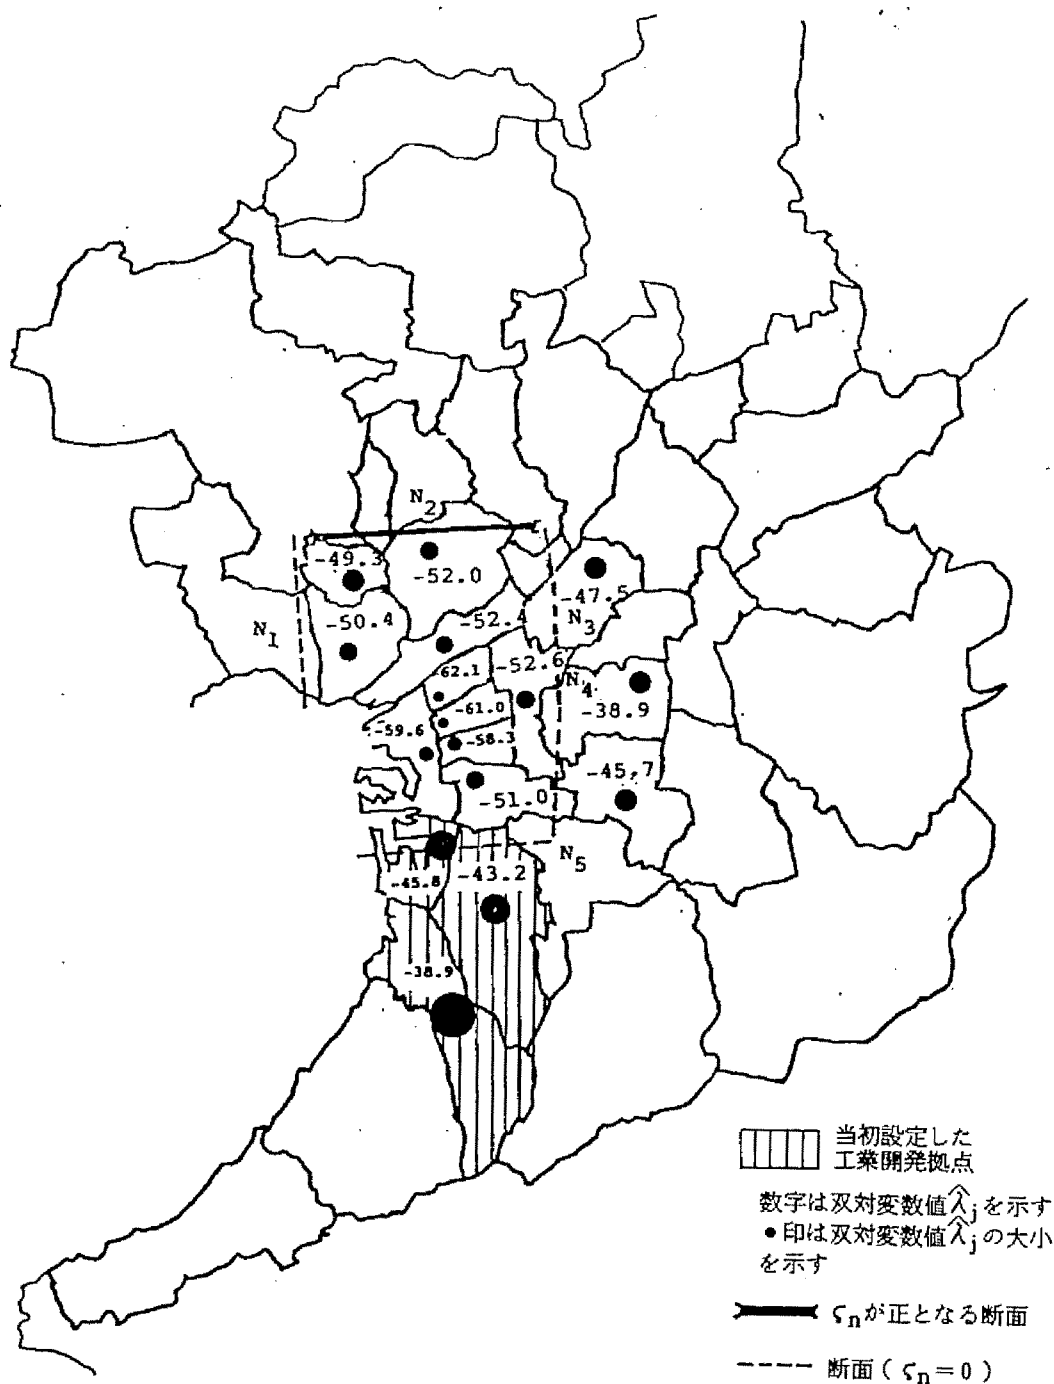 N2
-49.3
-52.0
-47.5
-50.4
-52.4
N1
N3
-62.1
-52.6
N4
-61.0
-38.9
-59.6
-58.3
-45.7
-51.0
N5
-45.8
-43.2
-38.9
当初設定した
工業開発拠点
数字は双対変数値λ̂jを示す
●印は双対変数値λ̂jの大小
を示す
ςnが正となる断面
断面(ςn=0)